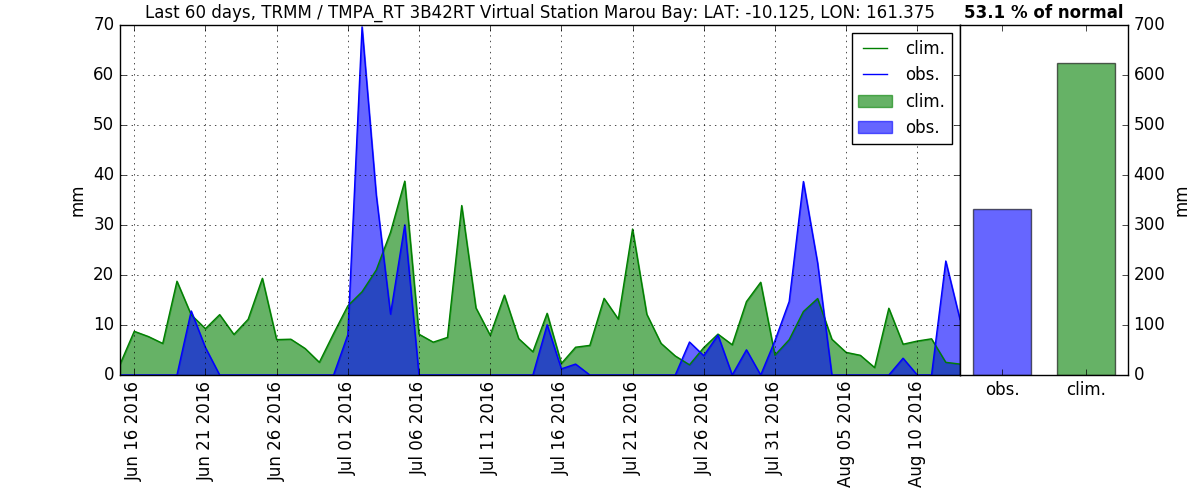 Last 60 days, TRMM / TMPA_RT 3B42RT Virtual Station Marou Bay: LAT: -10.125, LON: 161.375
53.1 % of normal
70
60
50
40
30
20
10
0
mm
clim.
obs.
clim.
obs.
Jun 16 2016
Jun 21 2016
Jun 26 2016
Jul 01 2016
Jul 06 2016
Jul 11 2016
Jul 16 2016
Jul 21 2016
Jul 26 2016
Jul 31 2016
Aug 05 2016
Aug 10 2016
obs.
clim.
700
600
500
400
300
200
100
0
mm